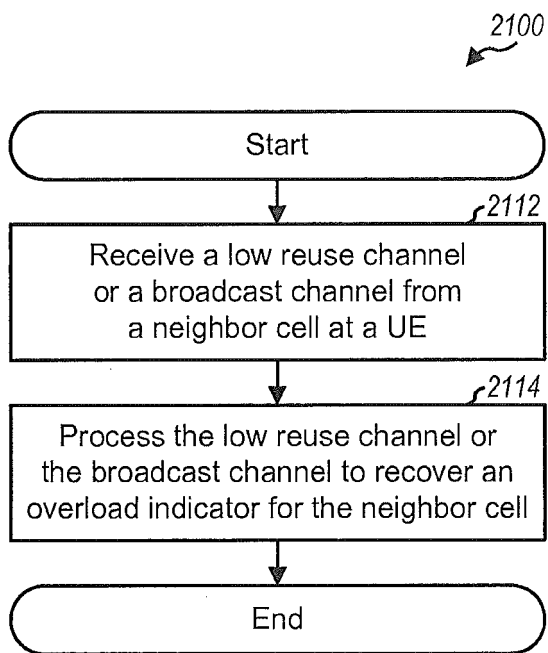 2100
Start
2112
Receive a low reuse channel
or a broadcast channel from
a neighbor cell at a UE
2114
Process the low reuse channel or
the broadcast channel to recover an
overload indicator for the neighbor cell
End